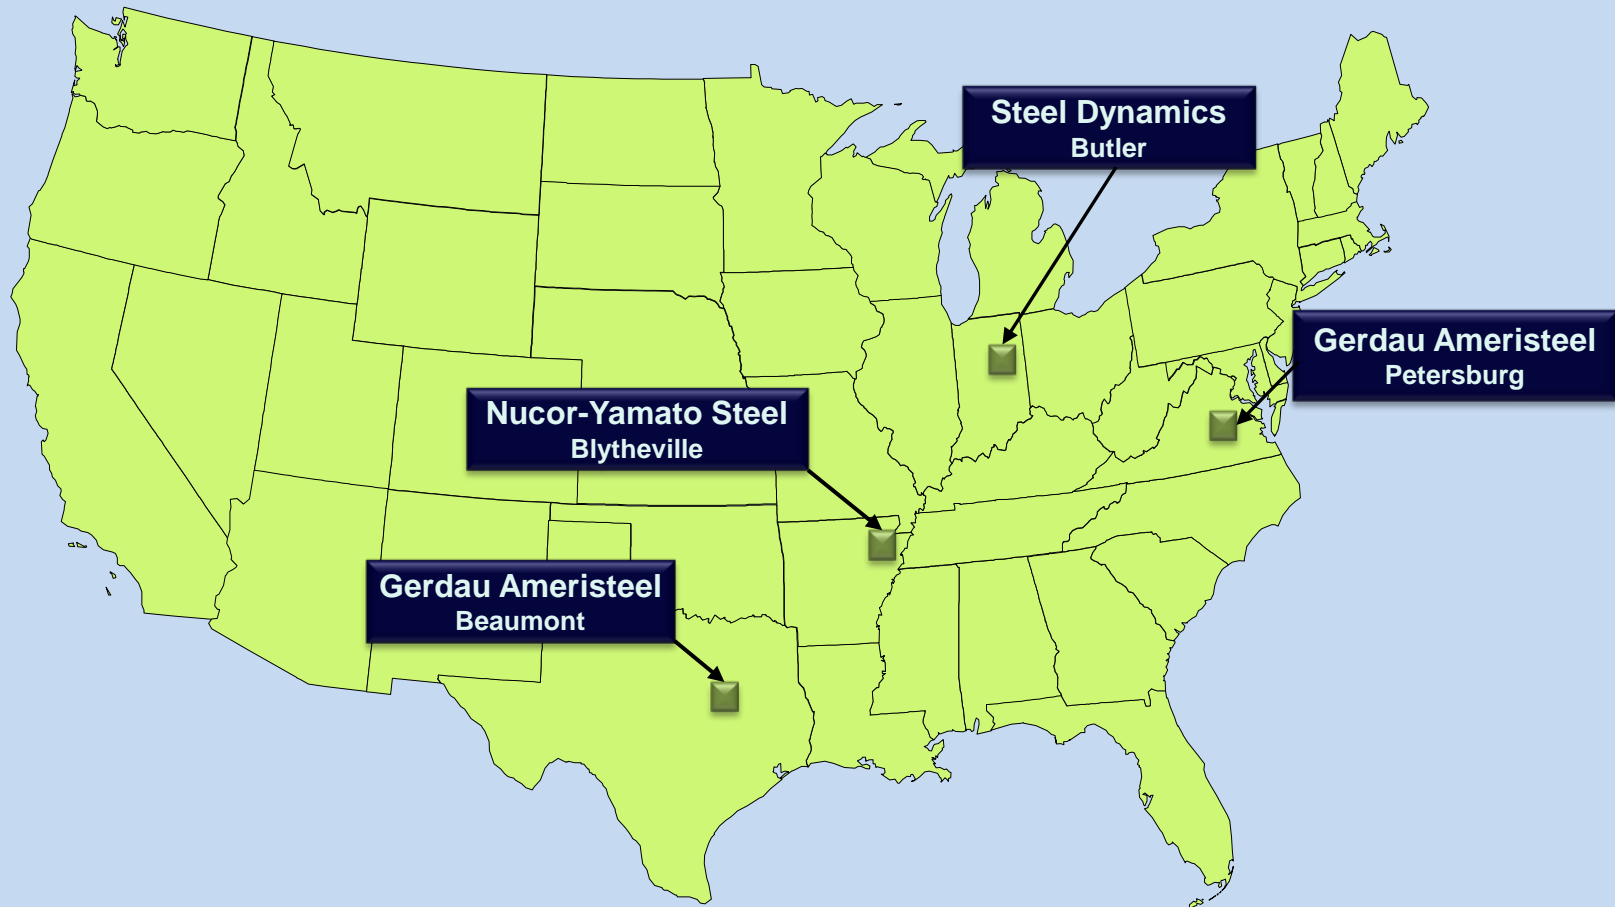 Steel Dynamics
Butler
Gerdau Ameristeel
Petersburg
Nucor-Yamato Steel
Blytheville
Gerdau Ameristeel
Beaumont